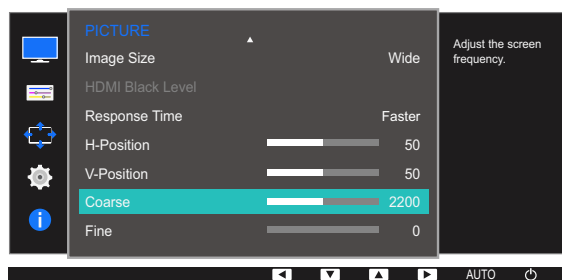 PICTURE
Image Size Wide
HDMI Black Level
Response Time Faster
H-Position 50
V-Position 50
Coarse 2200
Fine 0
Adjust the screen
frequency.
AUTO